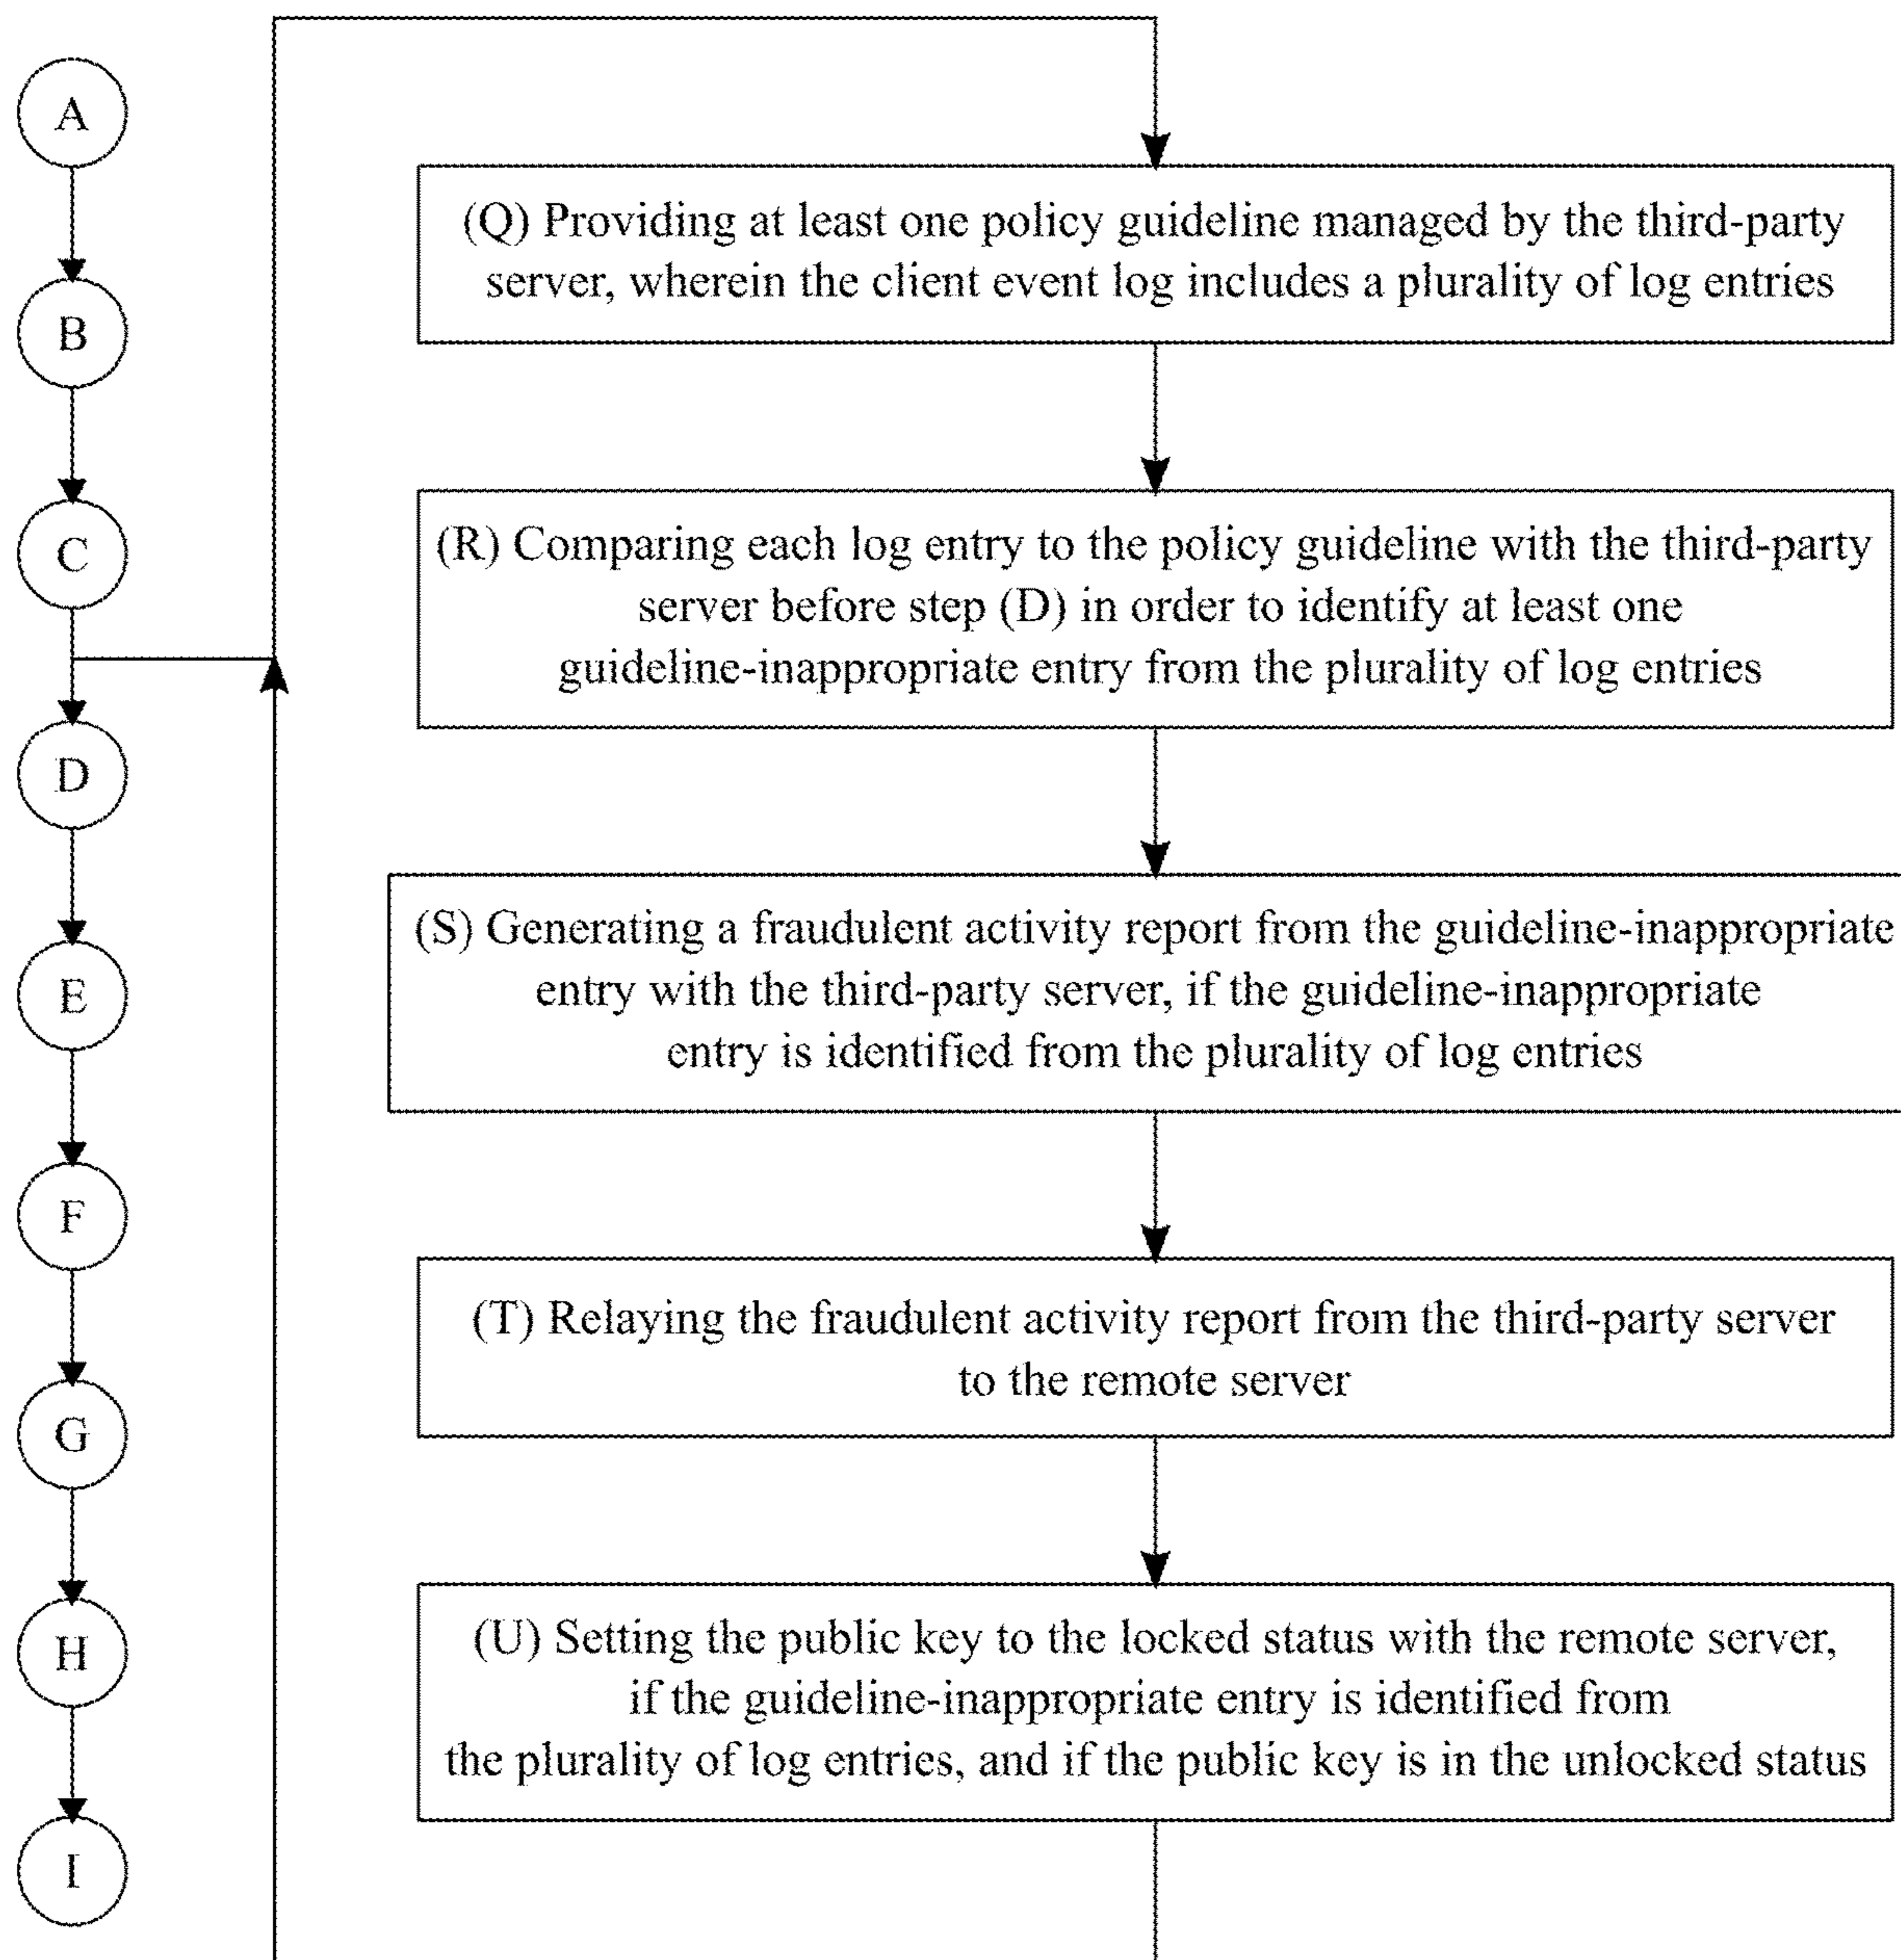 A
B
C
D
E
F
G
H
I
(Q) Providing at least one policy guideline managed by the third-party
server, wherein the client event log includes a plurality of log entries
(R) Comparing each log entry to the policy guideline with the third-party
server before step (D) in order to identify at least one
guideline-inappropriate entry from the plurality of log entries
(S) Generating a fraudulent activity report from the guideline-inappropriate
entry with the third-party server, if the guideline-inappropriate
entry is identified from the plurality of log entries
(T) Relaying the fraudulent activity report from the third-party server
to the remote server
(U) Setting the public key to the locked status with the remote server,
if the guideline-inappropriate entry is identified from
the plurality of log entries, and if the public key is in the unlocked status